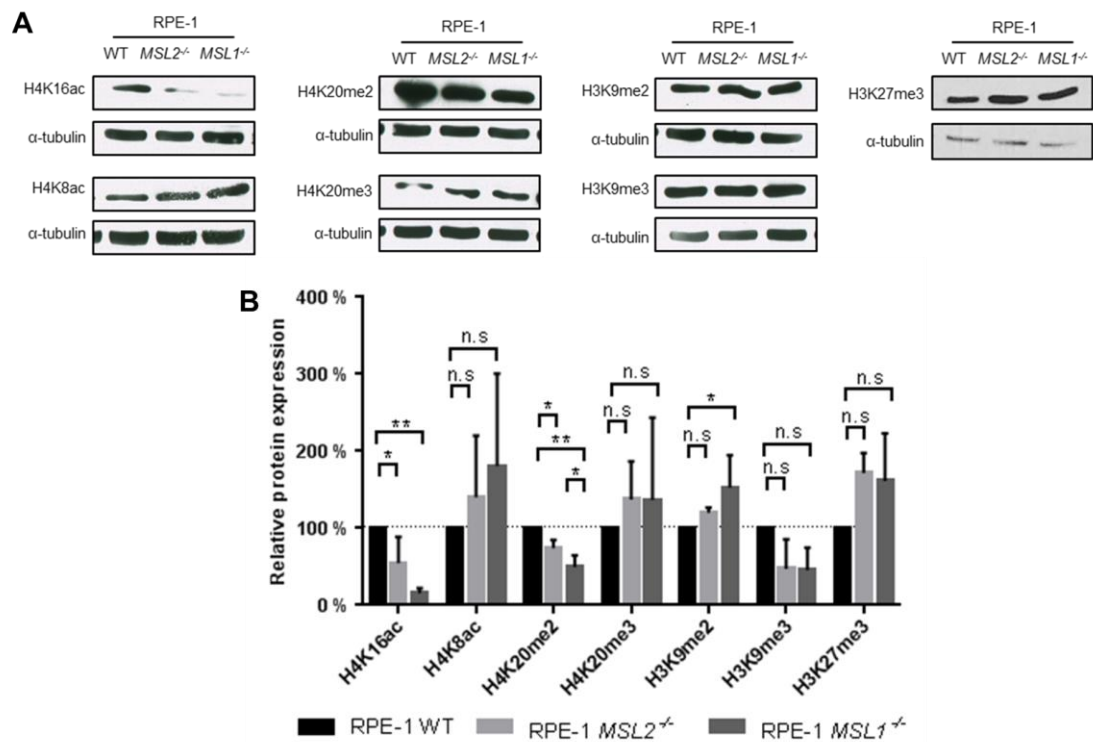 A
RPE-1
WT MSL2-/- MSL1-/-
H4K16ac
α-tubulin
H4K8ac
α-tubulin
RPE-1
WT MSL2-/- MSL1-/-
H4K20me2
α-tubulin
H4K20me3
α-tubulin
RPE-1
WT MSL2-/- MSL1-/-
H3K9me2
α-tubulin
H3K9me3
α-tubulin
RPE-1
WT MSL2-/- MSL1-/-
H3K27me3
α-tubulin
B
Relative protein expression
400 %
300 %
200 %
100 %
0 %
**
*
n.s
n.s
*
**
*
n.s
n.s
*
n.s
n.s
n.s
n.s
n.s
H4K16ac
H4K8ac
H4K20me2
H4K20me3
H3K9me2
H3K9me3
H3K27me3
RPE-1 WT RPE-1 MSL2-/- RPE-1 MSL1-/-